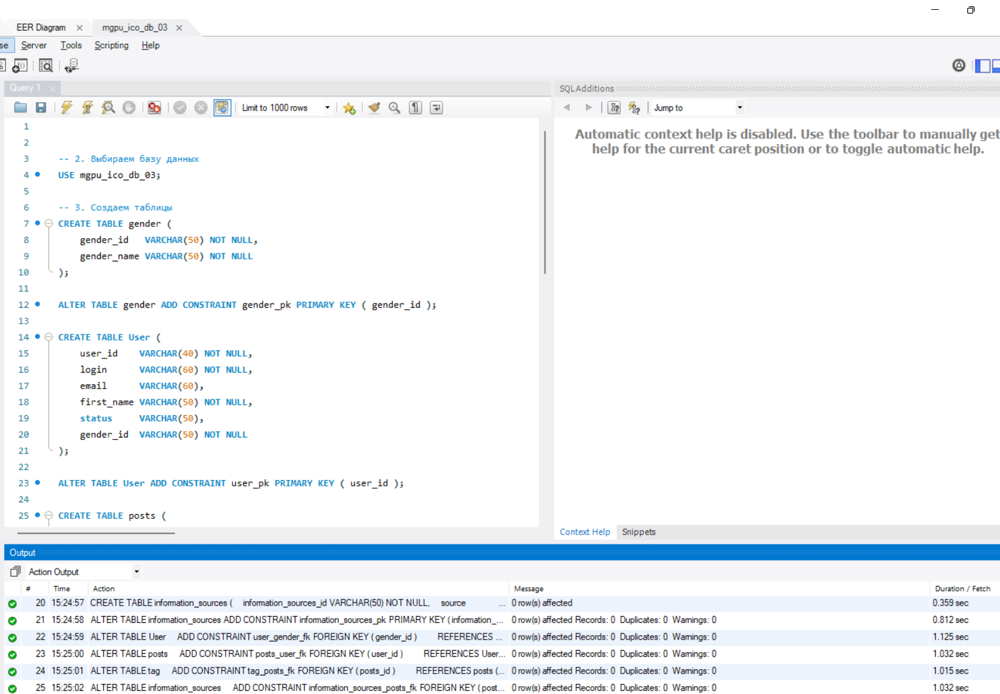 EER Diagram mgpu_ico_db_03
se Server Tools Scripting Help
Query 1
SQLAdditions
Limit to 1000 rows
Jump to
Automatic context help is disabled. Use the toolbar to manually get
help for the current caret position or to toggle automatic help.
1
2
3 -- 2. Выбираем базу данных
4 USE mgpu_ico_db_03;
5
6 -- 3. Создаем таблицы
7 CREATE TABLE gender (
8 gender_id VARCHAR(50) NOT NULL,
9 gender_name VARCHAR(50) NOT NULL
10 );
11
12 ALTER TABLE gender ADD CONSTRAINT gender_pk PRIMARY KEY ( gender_id );
13
14 CREATE TABLE User (
15 user_id VARCHAR(40) NOT NULL,
16 login VARCHAR(60) NOT NULL,
17 email VARCHAR(60),
18 first_name VARCHAR(50) NOT NULL,
19 status VARCHAR(50),
20 gender_id VARCHAR(50) NOT NULL
21 );
22
23 ALTER TABLE User ADD CONSTRAINT user_pk PRIMARY KEY ( user_id );
24
25 CREATE TABLE posts (
Context Help Snippets
Output
Action Output
# Time Action Message Duration / Fetch
20 15:24:57 CREATE TABLE information_sources ( information_sources_id VARCHAR(50) NOT NULL, source ... 0 row(s) affected 0.359 sec
21 15:24:58 ALTER TABLE information_sources ADD CONSTRAINT information_sources_pk PRIMARY KEY ( information_... 0 row(s) affected Records: 0 Duplicates: 0 Warnings: 0 0.812 sec
22 15:24:59 ALTER TABLE User ADD CONSTRAINT user_gender_fk FOREIGN KEY ( gender_id ) REFERENCES ... 0 row(s) affected Records: 0 Duplicates: 0 Warnings: 0 1.125 sec
23 15:25:00 ALTER TABLE posts ADD CONSTRAINT posts_user_fk FOREIGN KEY ( user_id ) REFERENCES User... 0 row(s) affected Records: 0 Duplicates: 0 Warnings: 0 1.032 sec
24 15:25:01 ALTER TABLE tag ADD CONSTRAINT tag_posts_fk FOREIGN KEY ( posts_id ) REFERENCES posts (... 0 row(s) affected Records: 0 Duplicates: 0 Warnings: 0 1.015 sec
25 15:25:02 ALTER TABLE information_sources ADD CONSTRAINT information_sources_posts_fk FOREIGN KEY ( post... 0 row(s) affected Records: 0 Duplicates: 0 Warnings: 0 1.032 sec